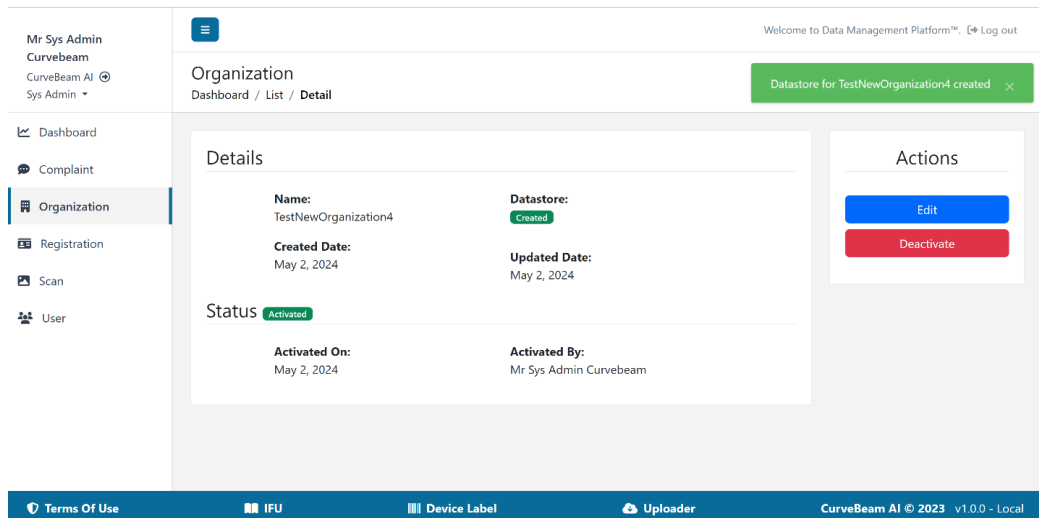 Mr Sys Admin
Curvebeam
CurveBeam AI
Sys Admin
Dashboard
Complaint
Organization
Registration
Scan
User
Welcome to Data Management Platform™. Log out
Organization
Dashboard / List / Detail
Datastore for TestNewOrganization4 created ×
Details
Name:
TestNewOrganization4
Datastore:
Created
Created Date:
May 2, 2024
Updated Date:
May 2, 2024
Status Activated
Activated On:
May 2, 2024
Activated By:
Mr Sys Admin Curvebeam
Actions
Edit
Deactivate
Terms Of Use
IFU
Device Label
Uploader
CurveBeam AI © 2023 v1.0.0 - Local